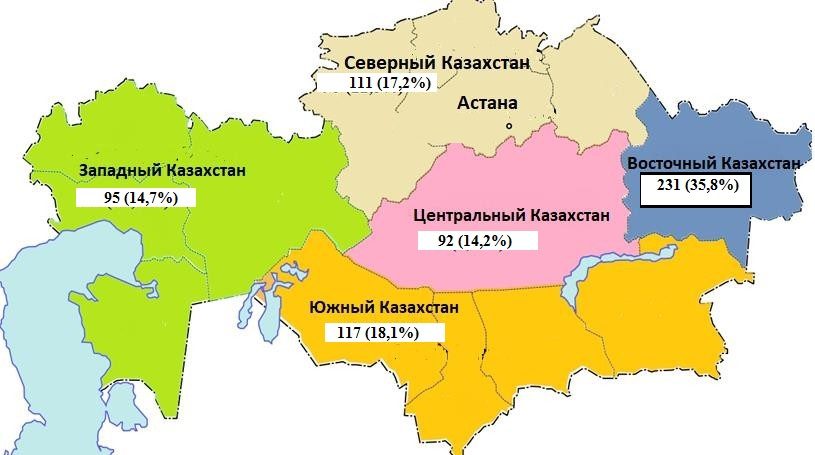 Северный Казахстан
111 (17,2%)
Астана
Западный Казахстан
95 (14,7%)
Восточный Казахстан
231 (35,8%)
Центральный Казахстан
92 (14,2%)
Южный Казахстан
117 (18,1%)